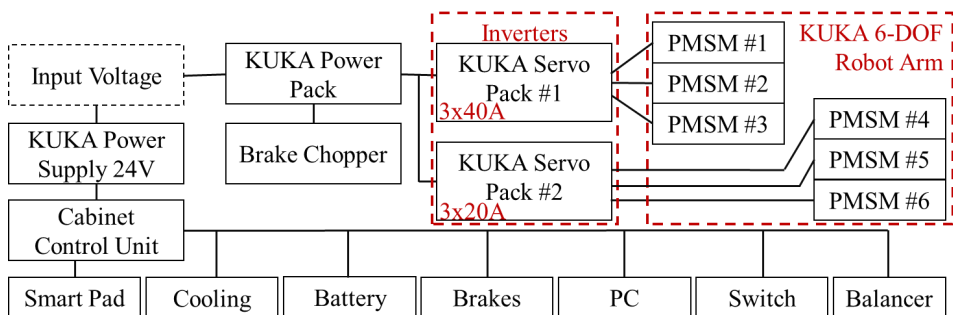 Inverters
KUKA 6-DOF
Robot Arm
Input Voltage
KUKA Power
Pack
KUKA Servo
Pack #1
3x40A
PMSM #1
PMSM #2
PMSM #3
KUKA Power
Supply 24V
Brake Chopper
KUKA Servo
Pack #2
3x20A
PMSM #4
PMSM #5
PMSM #6
Cabinet
Control Unit
Smart Pad
Cooling
Battery
Brakes
PC
Switch
Balancer